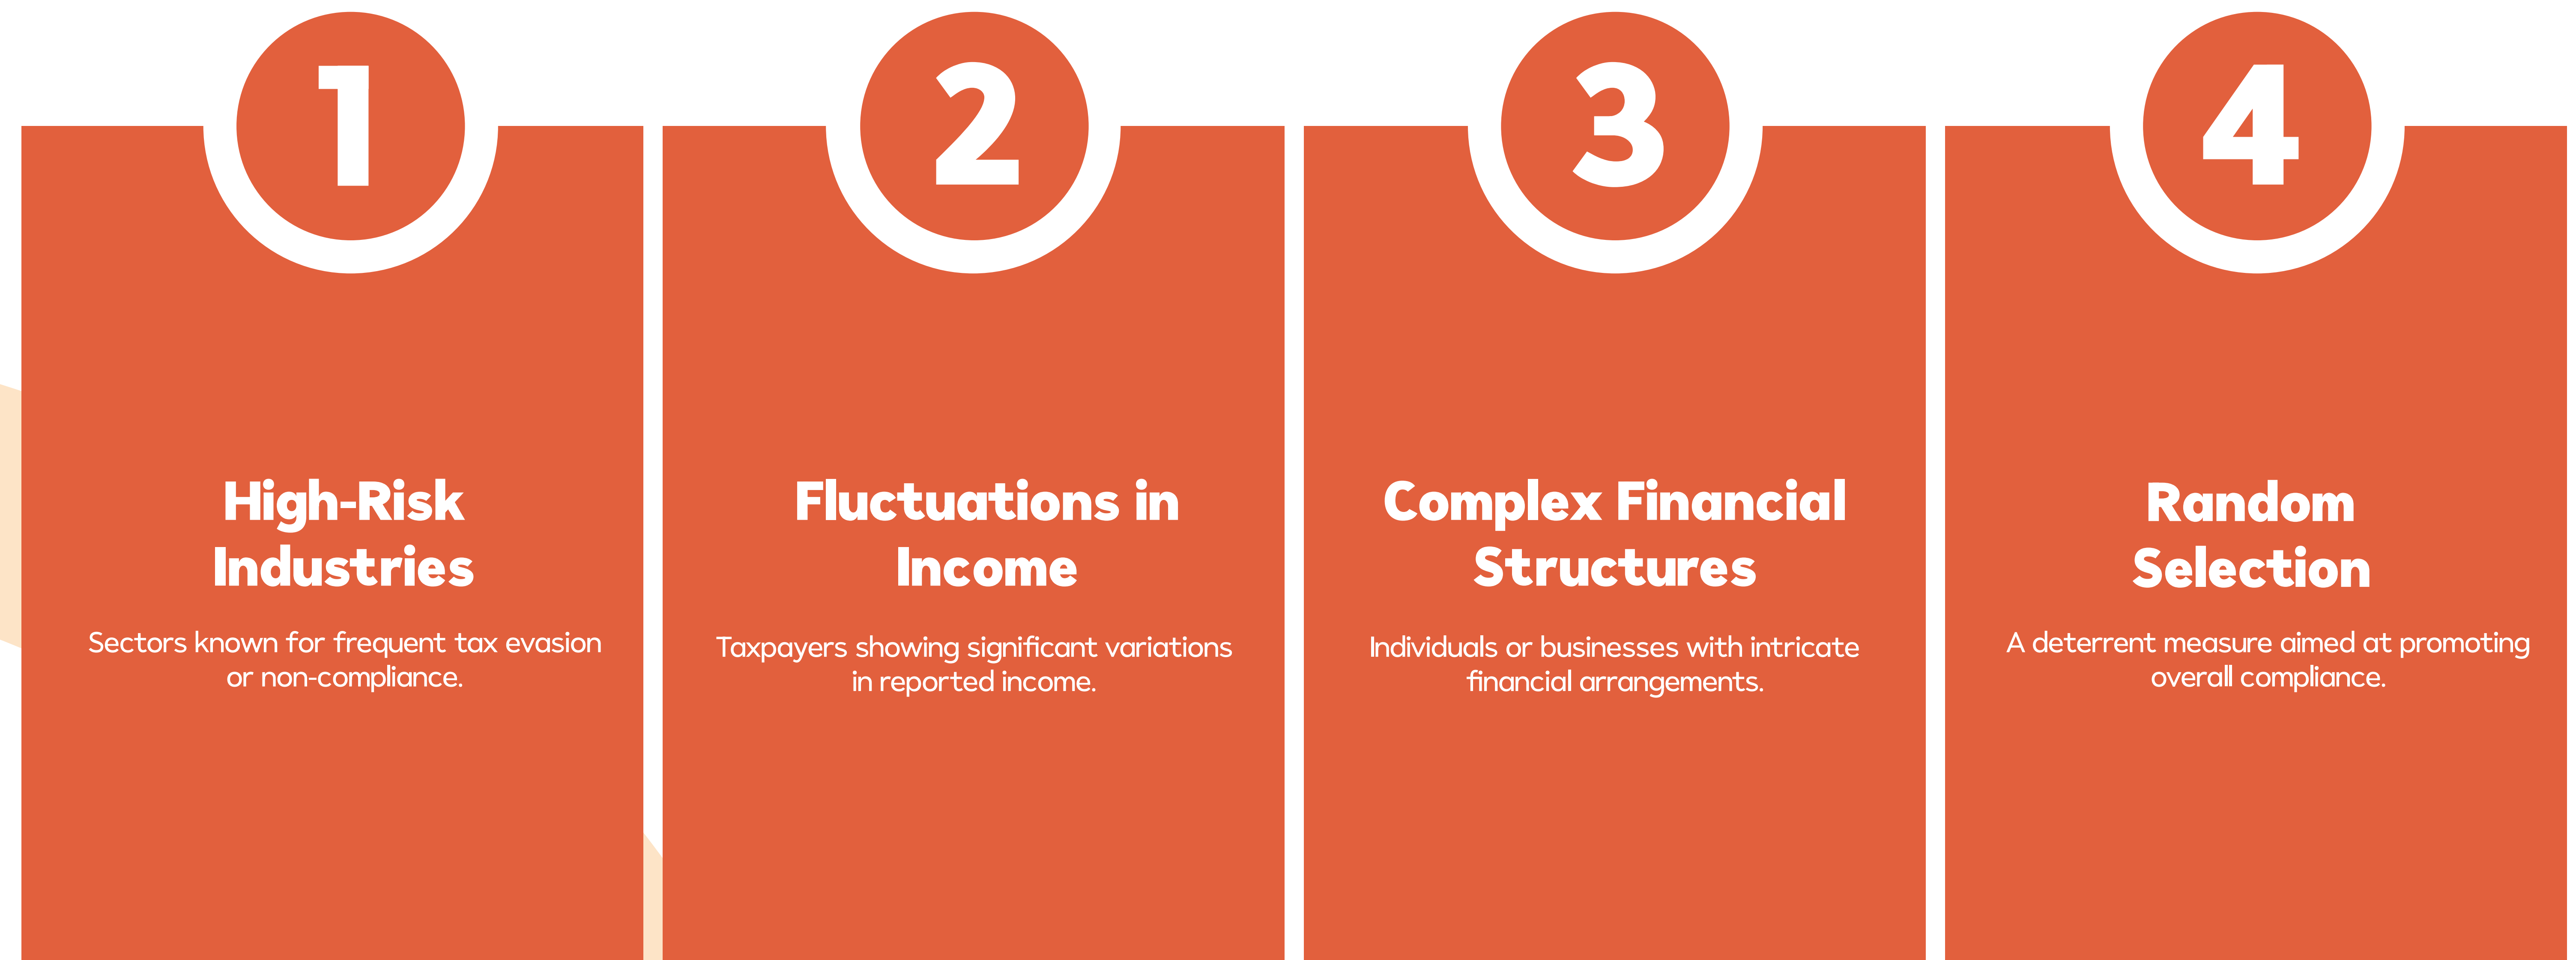 1
High-Risk
Industries
Sectors known for frequent tax evasion
or non-compliance.
2
Fluctuations in
Income
Taxpayers showing significant variations
in reported income.
3
Complex Financial
Structures
Individuals or businesses with intricate
financial arrangements.
4
Random
Selection
A deterrent measure aimed at promoting
overall compliance.